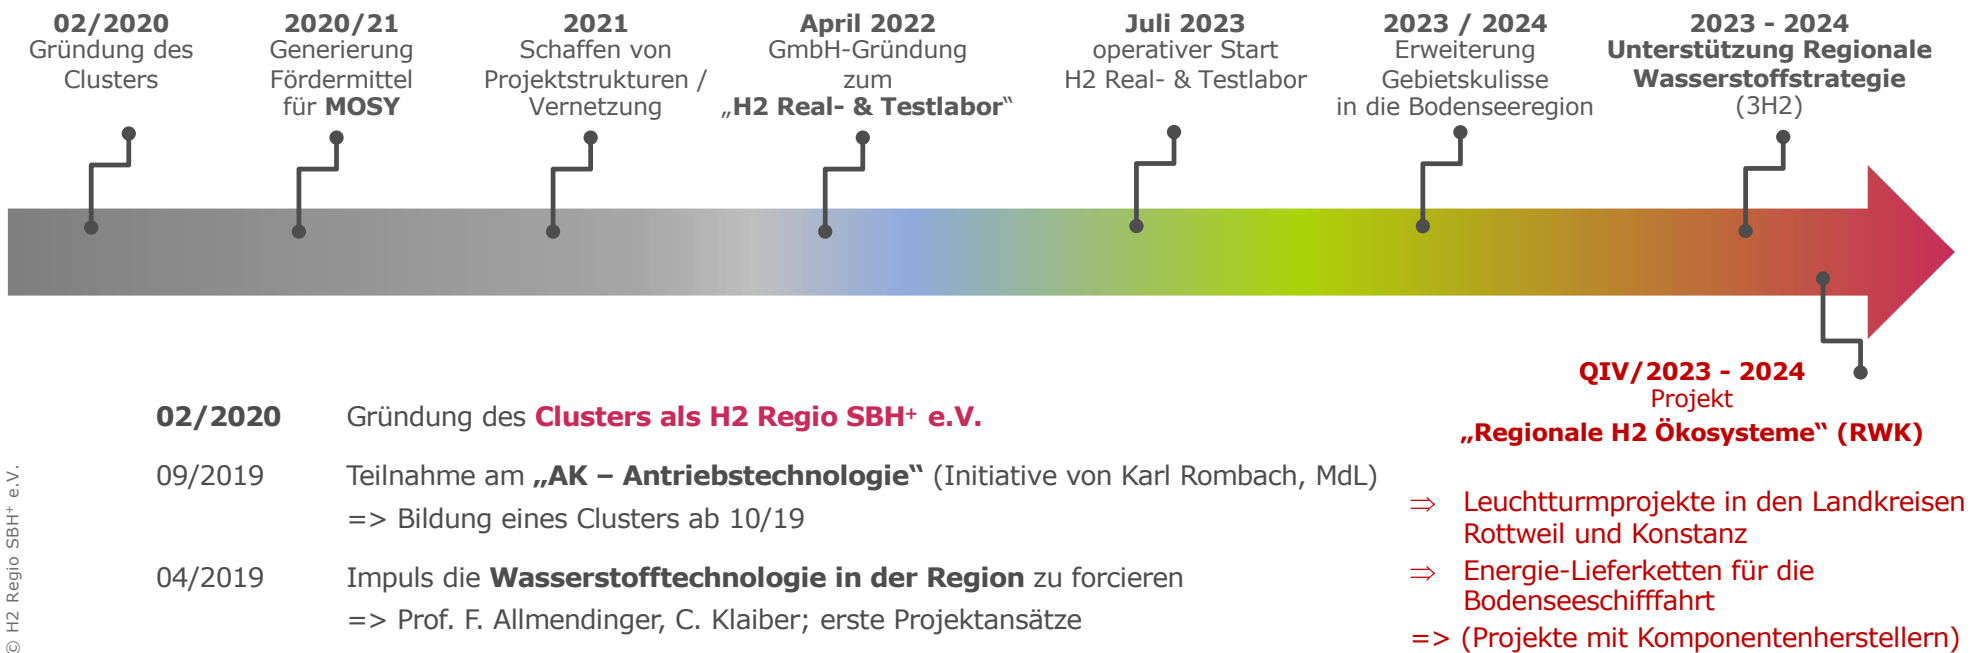 02/2020
Gründung des
Clusters
2020/21
Generierung
Fördermittel
für MOSY
2021
Schaffen von
Projektstrukturen /
Vernetzung
April 2022
GmbH-Gründung
zum
„H2 Real- & Testlabor“
Juli 2023
operativer Start
H2 Real- & Testlabor
2023 / 2024
Erweiterung
Gebietskulisse
in die Bodenseeregion
2023 - 2024
Unterstützung Regionale
Wasserstoffstrategie
(3H2)
02/2020 Gründung des Clusters als H2 Regio SBH⁺ e.V.
09/2019 Teilnahme am „AK – Antriebstechnologie“ (Initiative von Karl Rombach, MdL)
=> Bildung eines Clusters ab 10/19
04/2019 Impuls die Wasserstofftechnologie in der Region zu forcieren
=> Prof. F. Allmendinger, C. Klaiber; erste Projektansätze
QIV/2023 - 2024
Projekt
„Regionale H2 Ökosysteme“ (RWK)
⇒ Leuchtturmprojekte in den Landkreisen
Rottweil und Konstanz
⇒ Energie-Lieferketten für die
Bodenseeschifffahrt
=> (Projekte mit Komponentenherstellern)
© H2 Regio SBH⁺ e.V.